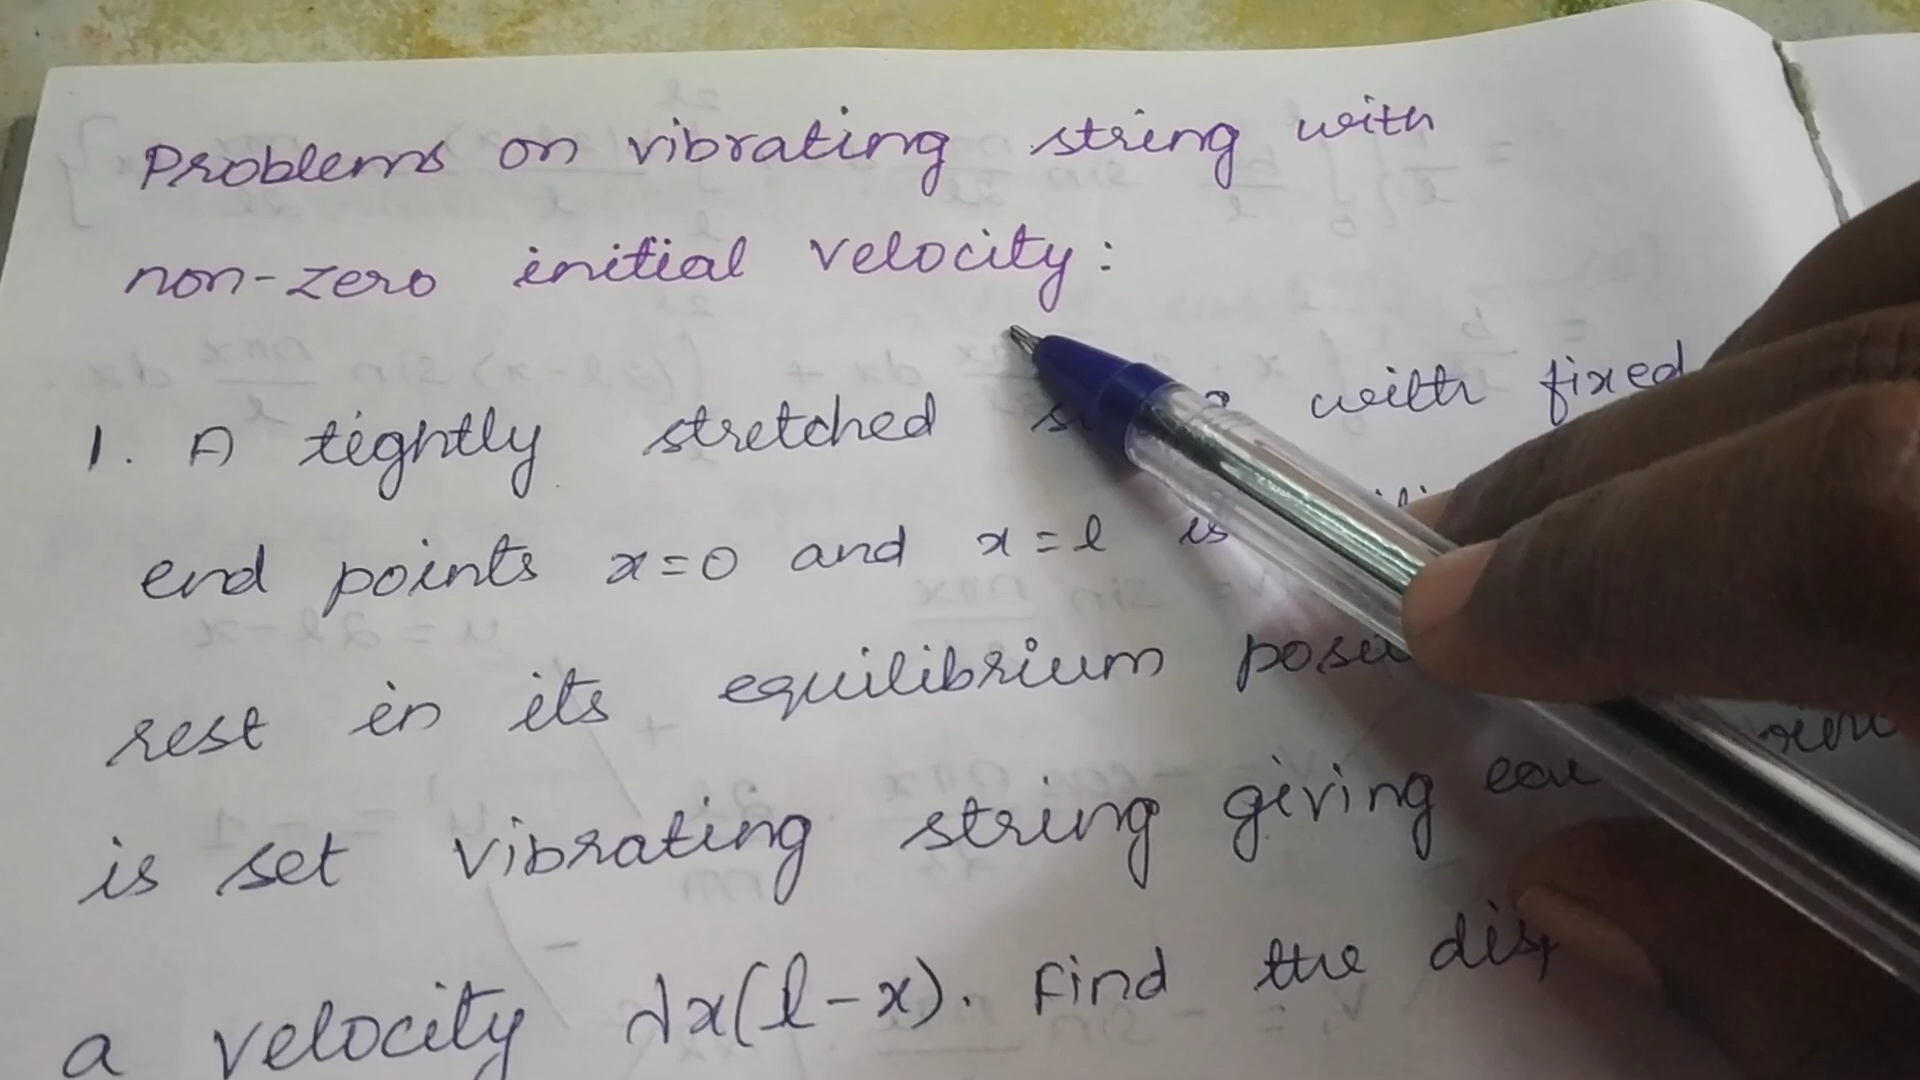 Problems on vibrating string with
non-zero initial velocity:
1. A tightly stretched with fixed
end points x=0 and x=l is
rest in its equilibrium
is set vibrating string giving
a velocity λx(l-x). Find the